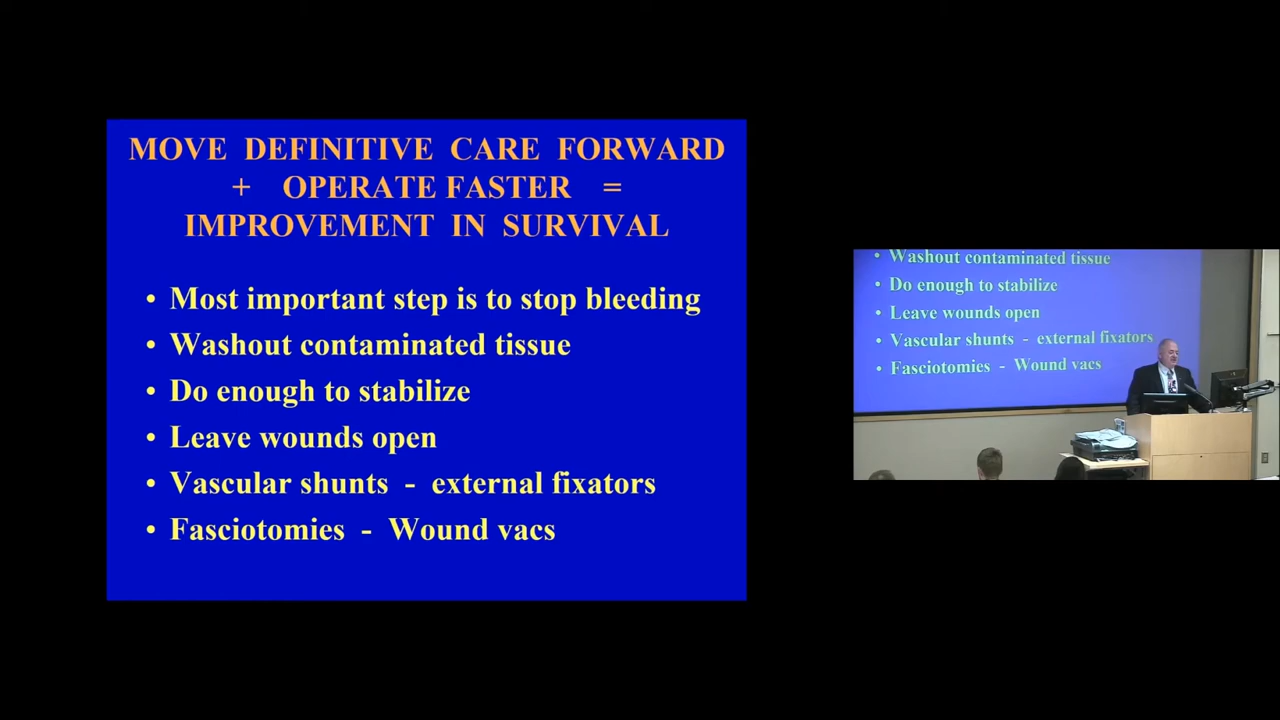 MOVE DEFINITIVE CARE FORWARD
+ OPERATE FASTER =
IMPROVEMENT IN SURVIVAL
• Most important step is to stop bleeding
• Washout contaminated tissue
• Do enough to stabilize
• Leave wounds open
• Vascular shunts - external fixators
• Fasciotomies - Wound vacs
• Washout contaminated tissue
• Do enough to stabilize
• Leave wounds open
• Vascular shunts - external fixators
• Fasciotomies - Wound vacs